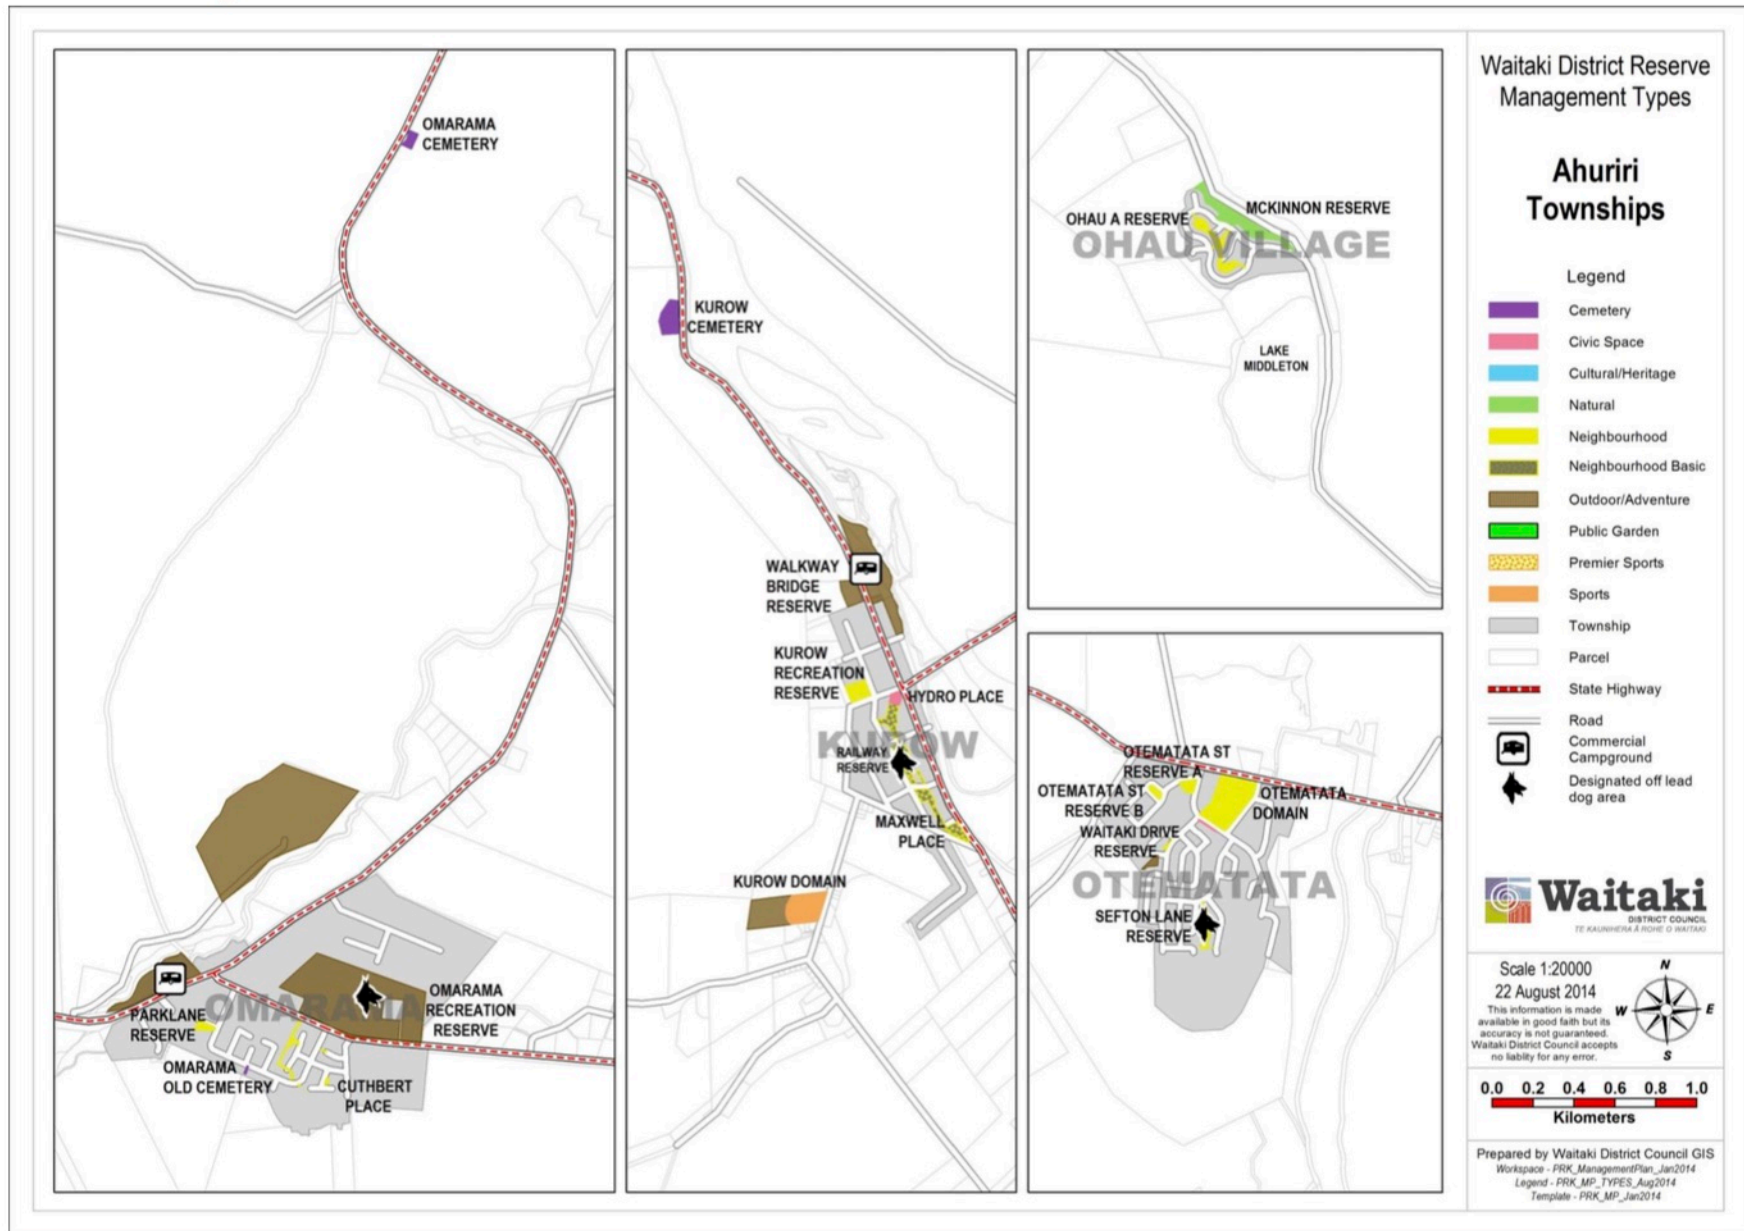 OMARAMA
CEMETERY
OMARAMA
PARKLANE
RESERVE
OMARAMA
RECREATION
RESERVE
OMARAMA
OLD CEMETERY
CUTHBERT
PLACE
KUROW
CEMETERY
WALKWAY
BRIDGE
RESERVE
KUROW
RECREATION
RESERVE
HYDRO PLACE
KUROW
RAILWAY
RESERVE
MAXWELL
PLACE
KUROW DOMAIN
OHAU A RESERVE
MCKINNON RESERVE
OHAU VILLAGE
LAKE
MIDDLETON
OTEMATATA ST
RESERVE A
OTEMATATA ST
RESERVE B
OTEMATATA
DOMAIN
WAITAKI DRIVE
RESERVE
OTEMATATA
SEFTON LANE
RESERVE
Waitaki District Reserve
Management Types
Ahuriri
Townships
Legend
Cemetery
Civic Space
Cultural/Heritage
Natural
Neighbourhood
Neighbourhood Basic
Outdoor/Adventure
Public Garden
Premier Sports
Sports
Township
Parcel
State Highway
Road
Commercial
Campground
Designated off lead
dog area
Waitaki
DISTRICT COUNCIL
TE KAUNIHERA Ā ROHE O WAITAKI
Scale 1:20000
22 August 2014
This information is made
available in good faith but its
accuracy is not guaranteed.
Waitaki District Council accepts
no liablity for any error.
N
W
E
S
0.0 0.2 0.4 0.6 0.8 1.0
Kilometers
Prepared by Waitaki District Council GIS
Workspace - PRK_ManagementPlan_Jan2014
Legend - PRK_MP_TYPES_Aug2014
Template - PRK_MP_Jan2014